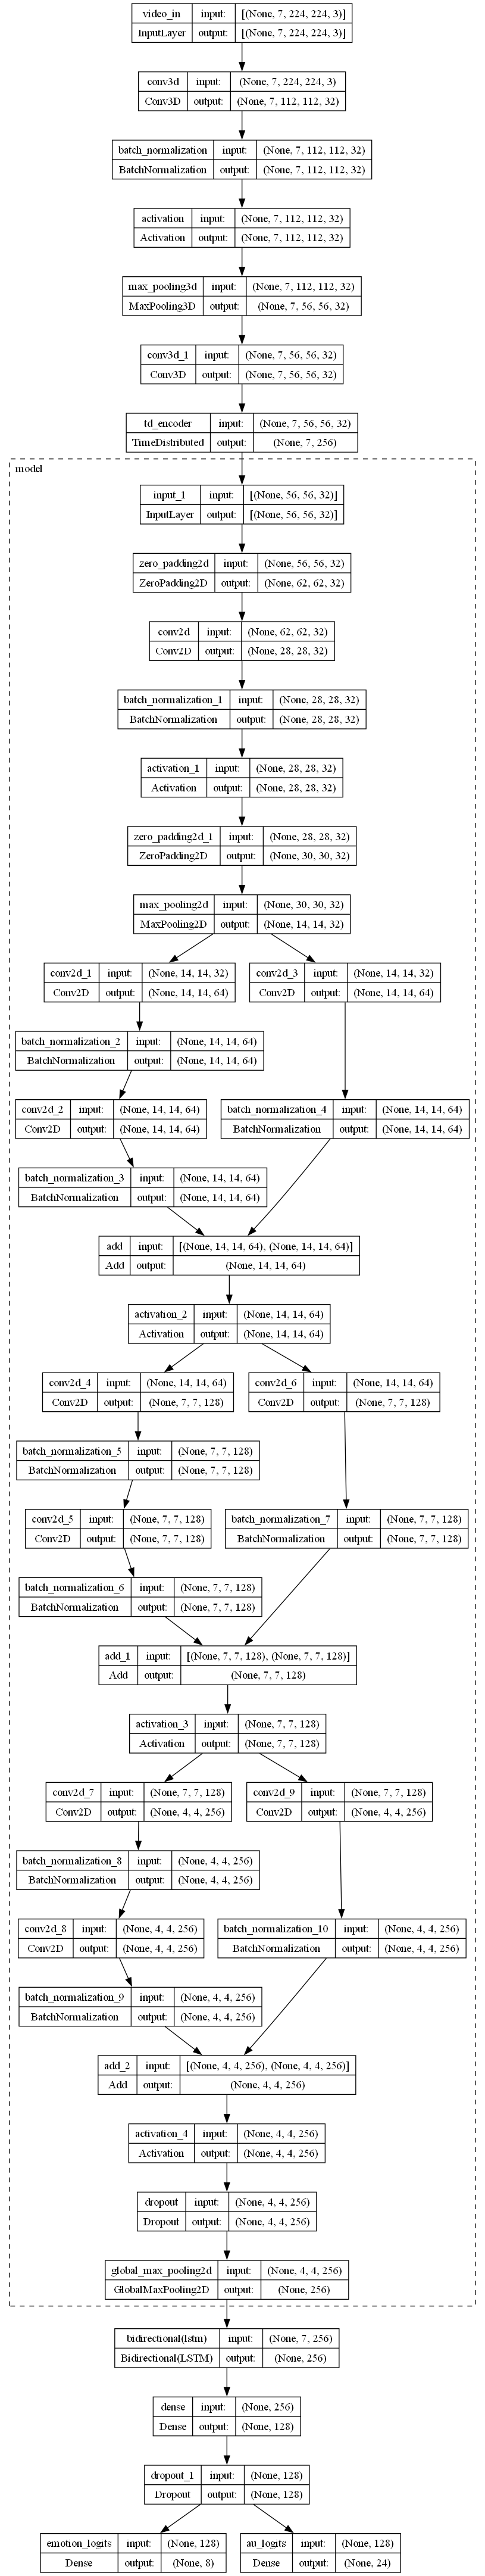 video_in input: [(None, 7, 224, 224, 3)]
InputLayer output: [(None, 7, 224, 224, 3)]
conv3d input: (None, 7, 224, 224, 3)
Conv3D output: (None, 7, 112, 112, 32)
batch_normalization input: (None, 7, 112, 112, 32)
BatchNormalization output: (None, 7, 112, 112, 32)
activation input: (None, 7, 112, 112, 32)
Activation output: (None, 7, 112, 112, 32)
max_pooling3d input: (None, 7, 112, 112, 32)
MaxPooling3D output: (None, 7, 56, 56, 32)
conv3d_1 input: (None, 7, 56, 56, 32)
Conv3D output: (None, 7, 56, 56, 32)
td_encoder input: (None, 7, 56, 56, 32)
TimeDistributed output: (None, 7, 256)
model
input_1 input: [(None, 56, 56, 32)]
InputLayer output: [(None, 56, 56, 32)]
zero_padding2d input: (None, 56, 56, 32)
ZeroPadding2D output: (None, 62, 62, 32)
conv2d input: (None, 62, 62, 32)
Conv2D output: (None, 28, 28, 32)
batch_normalization_1 input: (None, 28, 28, 32)
BatchNormalization output: (None, 28, 28, 32)
activation_1 input: (None, 28, 28, 32)
Activation output: (None, 28, 28, 32)
zero_padding2d_1 input: (None, 28, 28, 32)
ZeroPadding2D output: (None, 30, 30, 32)
max_pooling2d input: (None, 30, 30, 32)
MaxPooling2D output: (None, 14, 14, 32)
conv2d_1 input: (None, 14, 14, 32)
Conv2D output: (None, 14, 14, 64)
conv2d_3 input: (None, 14, 14, 32)
Conv2D output: (None, 14, 14, 64)
batch_normalization_2 input: (None, 14, 14, 64)
BatchNormalization output: (None, 14, 14, 64)
conv2d_2 input: (None, 14, 14, 64)
Conv2D output: (None, 14, 14, 64)
batch_normalization_4 input: (None, 14, 14, 64)
BatchNormalization output: (None, 14, 14, 64)
batch_normalization_3 input: (None, 14, 14, 64)
BatchNormalization output: (None, 14, 14, 64)
add input: [(None, 14, 14, 64), (None, 14, 14, 64)]
Add output: (None, 14, 14, 64)
activation_2 input: (None, 14, 14, 64)
Activation output: (None, 14, 14, 64)
conv2d_4 input: (None, 14, 14, 64)
Conv2D output: (None, 7, 7, 128)
conv2d_6 input: (None, 14, 14, 64)
Conv2D output: (None, 7, 7, 128)
batch_normalization_5 input: (None, 7, 7, 128)
BatchNormalization output: (None, 7, 7, 128)
conv2d_5 input: (None, 7, 7, 128)
Conv2D output: (None, 7, 7, 128)
batch_normalization_7 input: (None, 7, 7, 128)
BatchNormalization output: (None, 7, 7, 128)
batch_normalization_6 input: (None, 7, 7, 128)
BatchNormalization output: (None, 7, 7, 128)
add_1 input: [(None, 7, 7, 128), (None, 7, 7, 128)]
Add output: (None, 7, 7, 128)
activation_3 input: (None, 7, 7, 128)
Activation output: (None, 7, 7, 128)
conv2d_7 input: (None, 7, 7, 128)
Conv2D output: (None, 4, 4, 256)
conv2d_9 input: (None, 7, 7, 128)
Conv2D output: (None, 4, 4, 256)
batch_normalization_8 input: (None, 4, 4, 256)
BatchNormalization output: (None, 4, 4, 256)
conv2d_8 input: (None, 4, 4, 256)
Conv2D output: (None, 4, 4, 256)
batch_normalization_10 input: (None, 4, 4, 256)
BatchNormalization output: (None, 4, 4, 256)
batch_normalization_9 input: (None, 4, 4, 256)
BatchNormalization output: (None, 4, 4, 256)
add_2 input: [(None, 4, 4, 256), (None, 4, 4, 256)]
Add output: (None, 4, 4, 256)
activation_4 input: (None, 4, 4, 256)
Activation output: (None, 4, 4, 256)
dropout input: (None, 4, 4, 256)
Dropout output: (None, 4, 4, 256)
global_max_pooling2d input: (None, 4, 4, 256)
GlobalMaxPooling2D output: (None, 256)
bidirectional(lstm) input: (None, 7, 256)
Bidirectional(LSTM) output: (None, 256)
dense input: (None, 256)
Dense output: (None, 128)
dropout_1 input: (None, 128)
Dropout output: (None, 128)
emotion_logits input: (None, 128)
Dense output: (None, 8)
au_logits input: (None, 128)
Dense output: (None, 24)